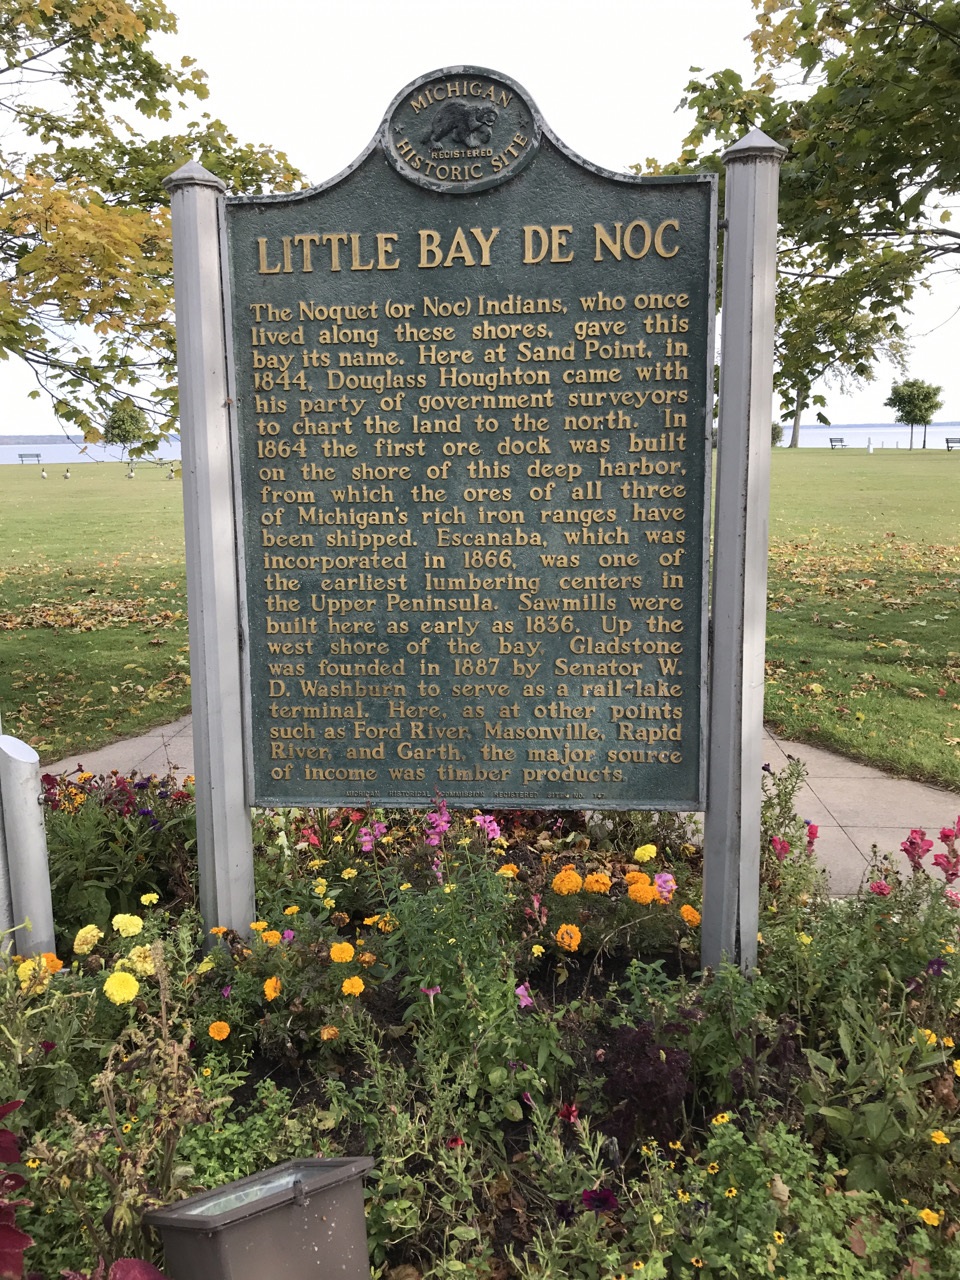 MICHIGAN
REGISTERED
HISTORIC SITE
LITTLE BAY DE NOC
The Noquet (or Noc) Indians, who once
lived along these shores, gave this
bay its name. Here at Sand Point, in
1844, Douglass Houghton came with
his party of government surveyors
to chart the land to the north. In
1864 the first ore dock was built
on the shore of this deep harbor,
from which the ores of all three
of Michigan's rich iron ranges have
been shipped. Escanaba, which was
incorporated in 1866, was one of
the earliest lumbering centers in
the Upper Peninsula. Sawmills were
built here as early as 1836. Up the
west shore of the bay, Gladstone
was founded in 1887 by Senator W.
D. Washburn to serve as a rail-lake
terminal. Here, as at other points
such as Ford River, Masonville, Rapid
River, and Garth, the major source
of income was timber products.
MICHIGAN HISTORICAL COMMISSION REGISTERED SITE NO.